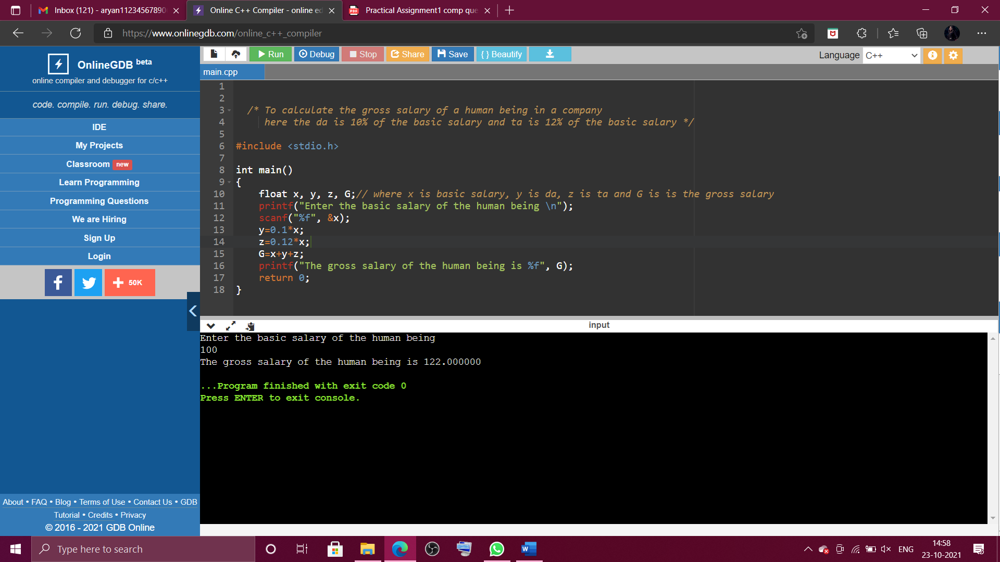 Inbox (121) - aryan11234567890
Online C++ Compiler - online ed
PDF
Practical Assignment1 comp que
https://www.onlinegdb.com/online_c++_compiler
OnlineGDB beta
online compiler and debugger for c/c++
code. compile. run. debug. share.
IDE
My Projects
Classroom new
Learn Programming
Programming Questions
We are Hiring
Sign Up
Login
50K
About • FAQ • Blog • Terms of Use • Contact Us • GDB
Tutorial • Credits • Privacy
© 2016 - 2021 GDB Online
Run
Debug
Stop
Share
Save
{ } Beautify
Language C++
main.cpp
1
2
3 /* To calculate the gross salary of a human being in a company
4 here the da is 10% of the basic salary and ta is 12% of the basic salary */
5
6 #include <stdio.h>
7
8 int main()
9 {
10 float x, y, z, G;// where x is basic salary, y is da, z is ta and G is is the gross salary
11 printf("Enter the basic salary of the human being \n");
12 scanf("%f", &x);
13 y=0.1*x;
14 z=0.12*x;
15 G=x+y+z;
16 printf("The gross salary of the human being is %f", G);
17 return 0;
18 }
input
Enter the basic salary of the human being
100
The gross salary of the human being is 122.000000
...Program finished with exit code 0
Press ENTER to exit console.
Type here to search
W
ENG
14:58
23-10-2021